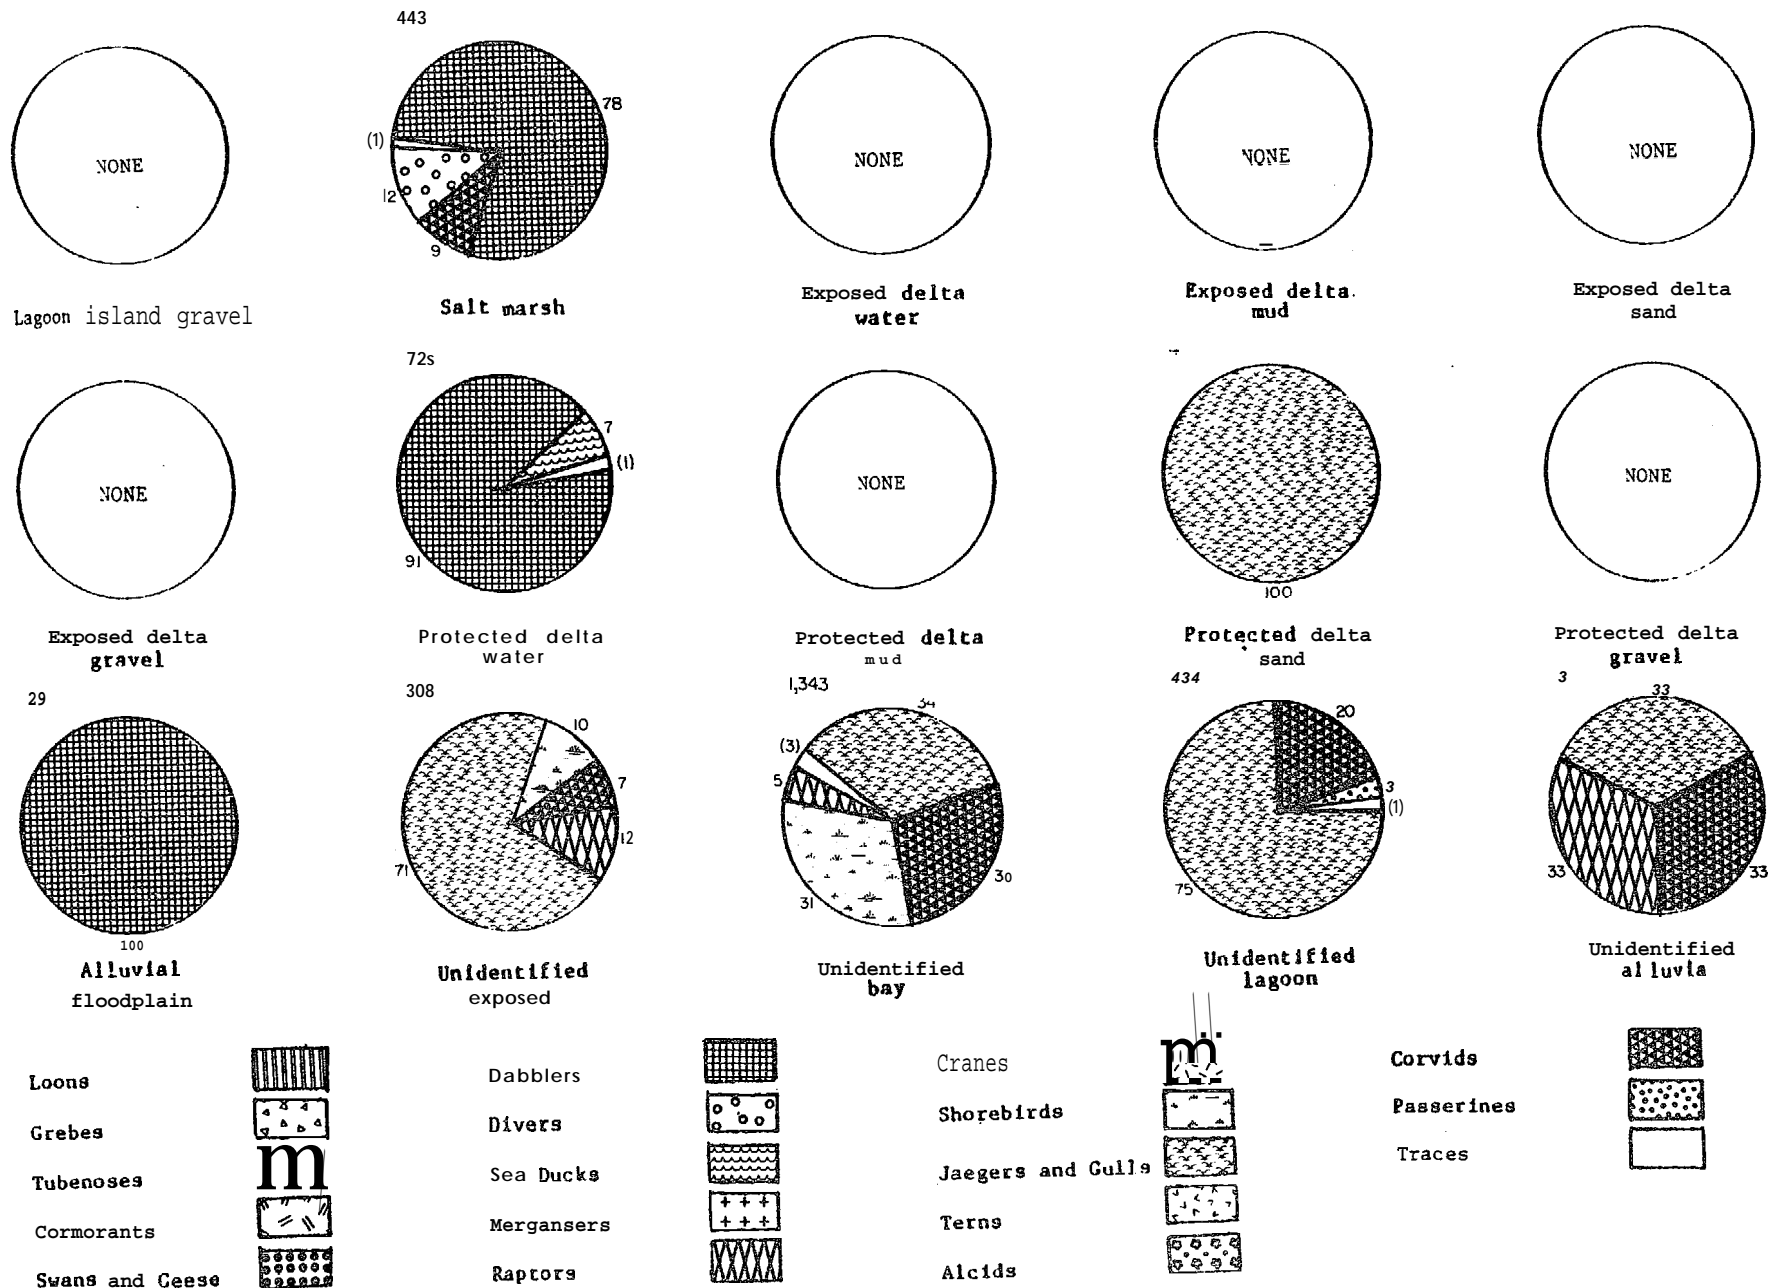 443
78
(1)
12
9
NONE
NONE
NONE
NONE
Lagoon island gravel
Salt marsh
Exposed delta
water
Exposed delta.
mud
Exposed delta
sand
72s
7
(1)
91
NONE
NONE
100
NONE
Exposed delta
gravel
Protected delta
water
Protected delta
mud
Protected delta
sand
Protected delta
gravel
29
100
308
10
7
12
71
1,343
34
(3)
5
31
30
434
20
3
(1)
75
3
33
33
33
Alluvial
floodplain
Unidentified
exposed
Unidentified
bay
Unidentified
lagoon
Unidentified
alluvia
Loons
Grebes
Tubenoses
Cormorants
Swans and Geese
Dabblers
Divers
Sea Ducks
Mergansers
Raptors
Cranes
Shorebirds
Jaegers and Gulls
Terns
Alcids
Corvids
Passerines
Traces
m
m